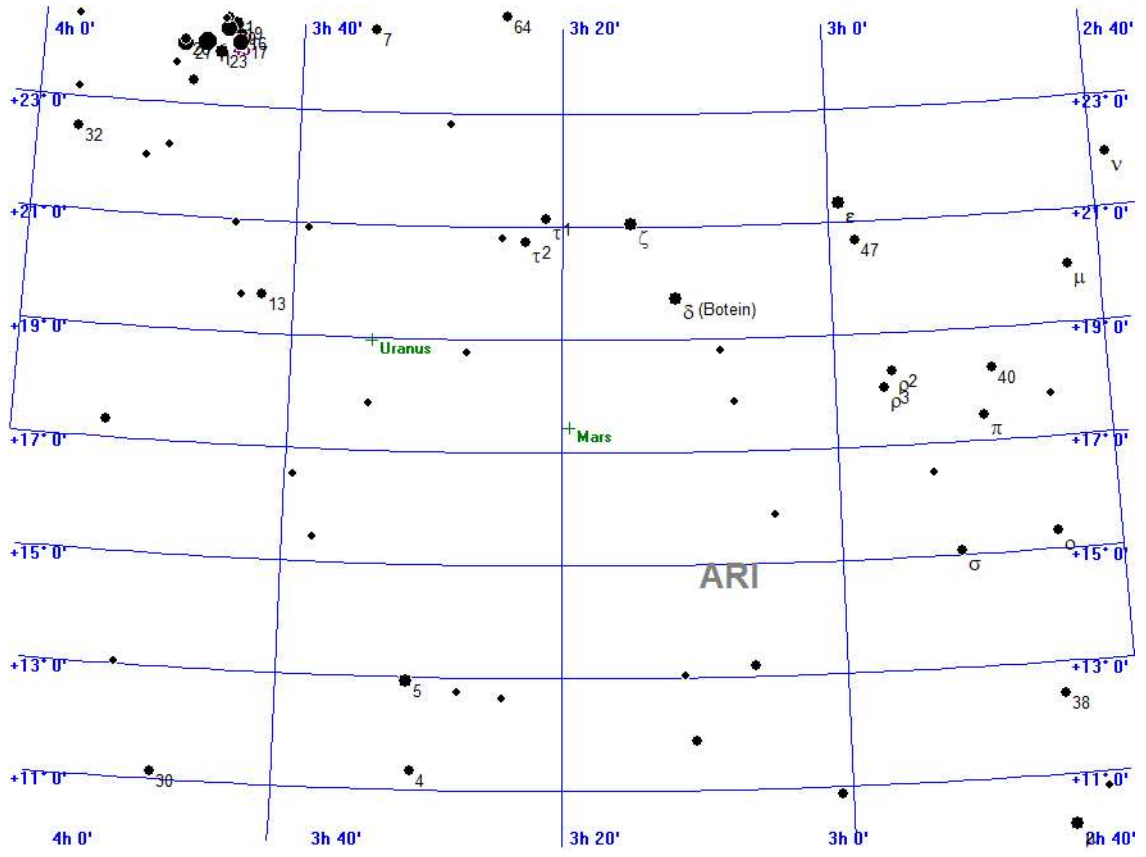 4h 0'
3h 40'
7
64
3h 20'
3h 0'
2h 40'
19
16
17
23
27
+23° 0'
+23° 0'
32
ν
+21° 0'
+21° 0'
τ1
τ2
ζ
ε
47
μ
13
δ (Botein)
+19° 0'
+19° 0'
Uranus
ρ2
ρ3
40
π
+17° 0'
+17° 0'
Mars
+15° 0'
+15° 0'
ο
σ
ARI
+13° 0'
+13° 0'
5
38
+11° 0'
+11° 0'
30
4
4h 0'
3h 40'
3h 20'
3h 0'
2h 40'
μ